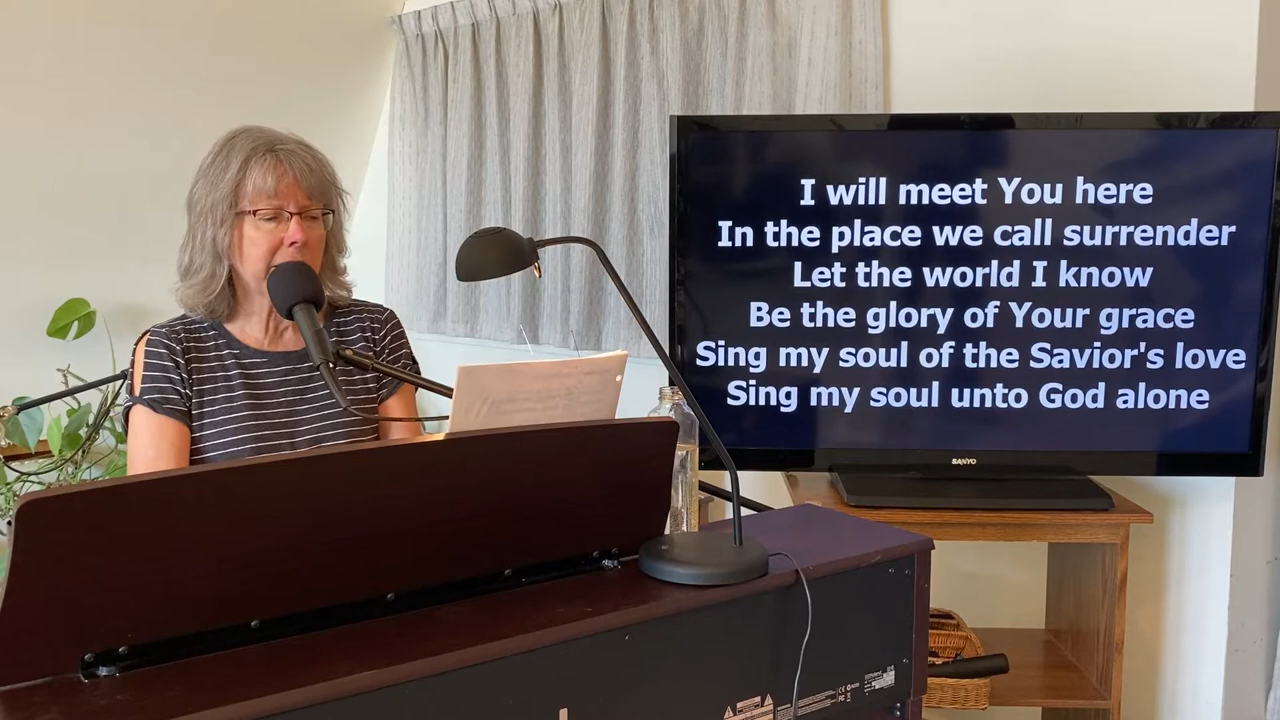 I will meet You here
In the place we call surrender
Let the world I know
Be the glory of Your grace
Sing my soul of the Savior's love
Sing my soul unto God alone
SANYO